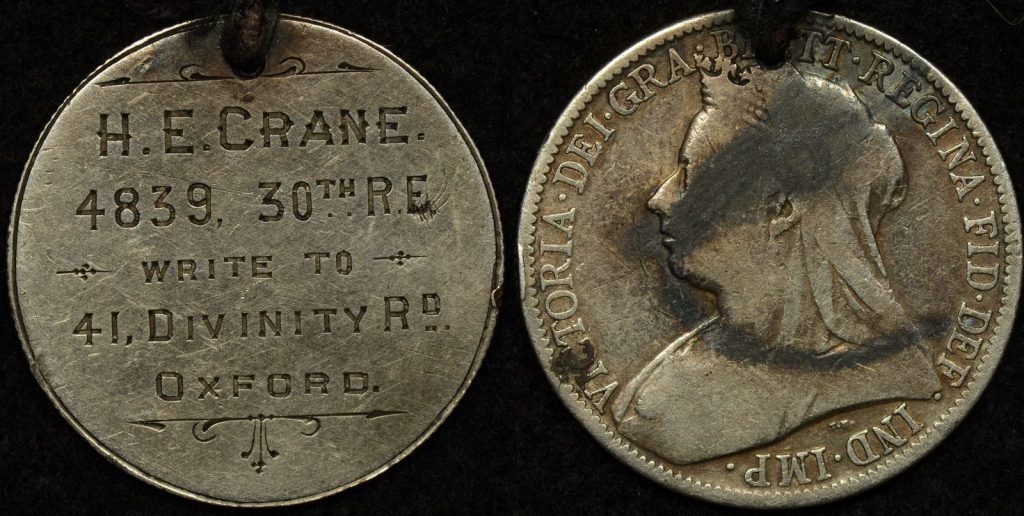 H. E. CRANE.
4839, 30TH R.E.
WRITE TO
41, DIVINITY RD.
OXFORD.
VICTORIA · DEI · GRA · BRITT · REGINA · FID · DEF · IND · IMP ·